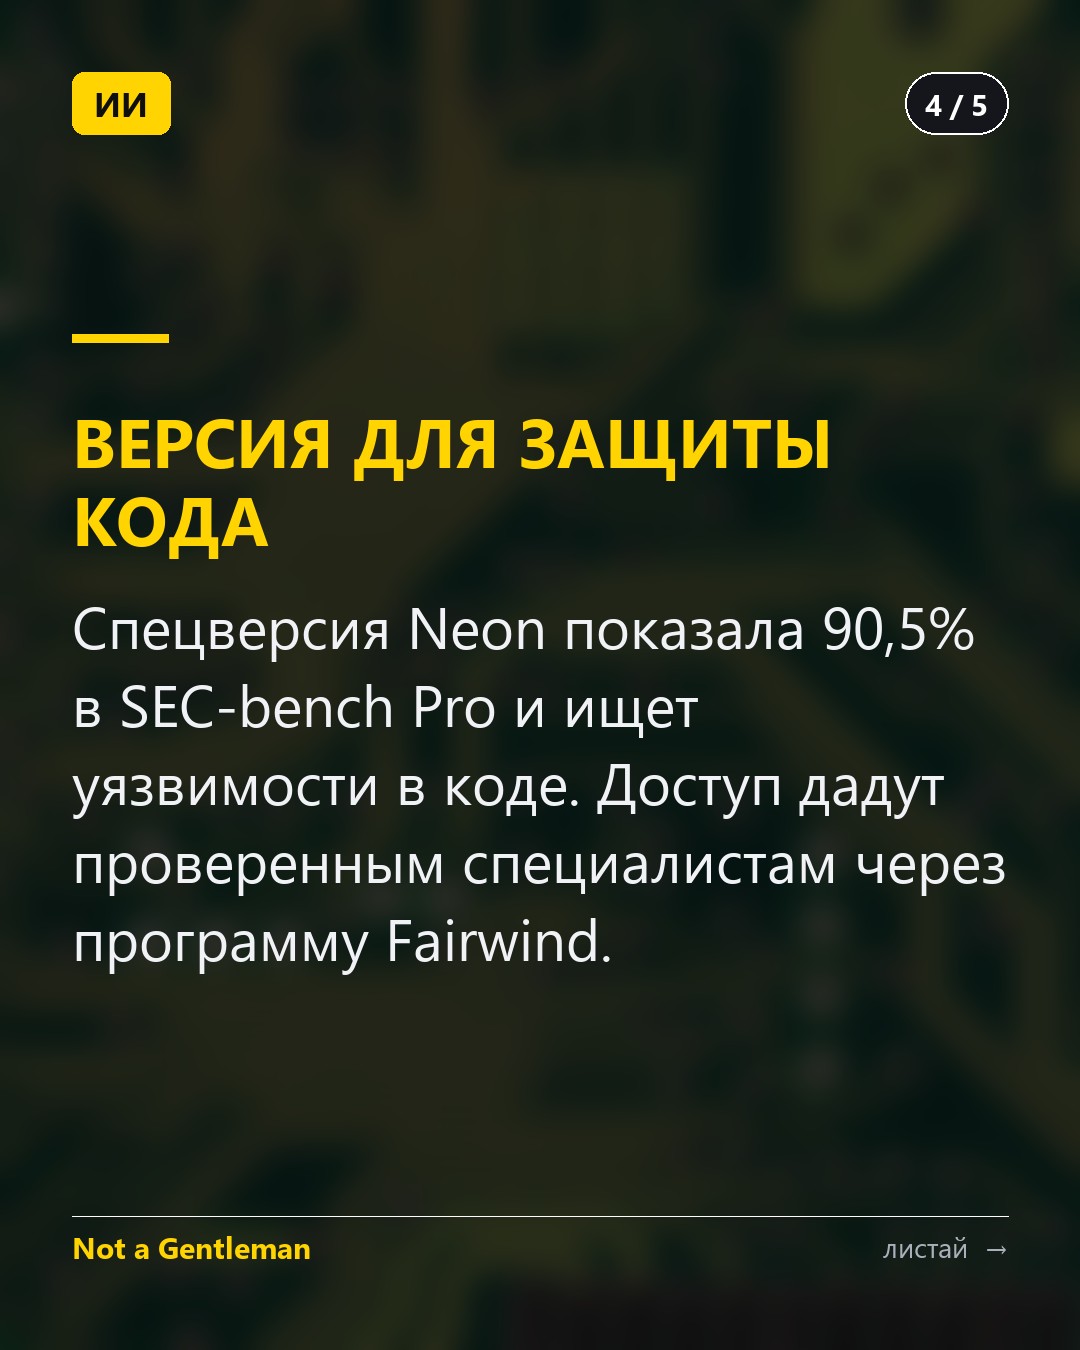 ИИ
4 / 5
ВЕРСИЯ ДЛЯ ЗАЩИТЫ
КОДА
Спецверсия Neon показала 90,5%
в SEC-bench Pro и ищет
уязвимости в коде. Доступ дадут
проверенным специалистам через
программу Fairwind.
Not a Gentleman
листай →